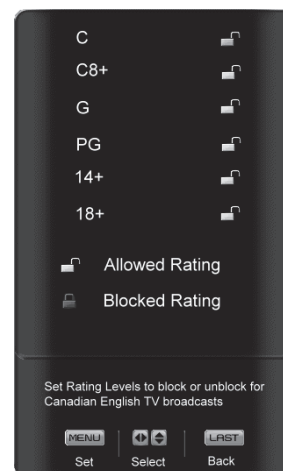 C
C8+
G
PG
14+
18+
Allowed Rating
Blocked Rating
Set Rating Levels to block or unblock for
Canadian English TV broadcasts
MENU LAST
Set Select Back